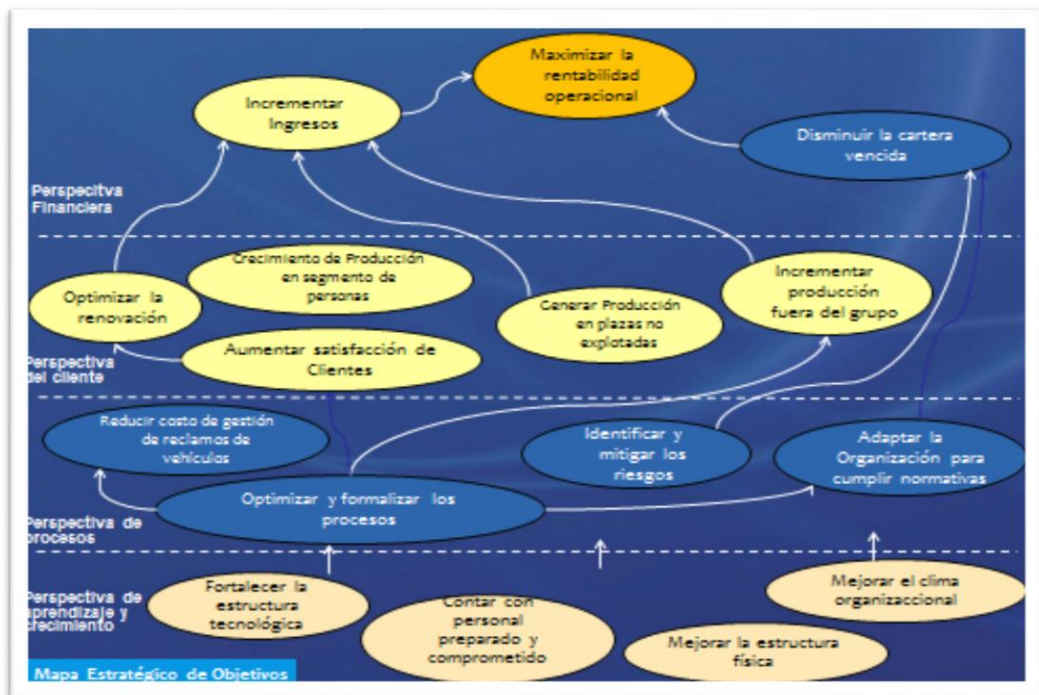 Maximizar la
rentabilidad
operacional
Incrementar
Ingresos
Disminuir la cartera
vencida
Perspecitva
Financiera
Crecimiento de Producción
en segmento de
personas
Optimizar la
renovación
Generar Producción
en plazas no
explotadas
Incrementar
producción
fuera del grupo
Aumentar satisfacción de
Clientes
Perspectiva
del cliente
Reducir costo de gestión
de reclamos de
vehículos
Identificar y
mitigar los
riesgos
Adaptar la
Organización para
cumplir normativas
Optimizar y formalizar los
procesos
Perspectiva de
procesos
Fortalecer la
estructura
tecnológica
Contar con
personal
preparado y
comprometido
Mejorar el clima
organizaccional
Mejorar la estructura
física
Perspectiva de
aprendizaje y
crecimiento
Mapa Estratégico de Objetivos